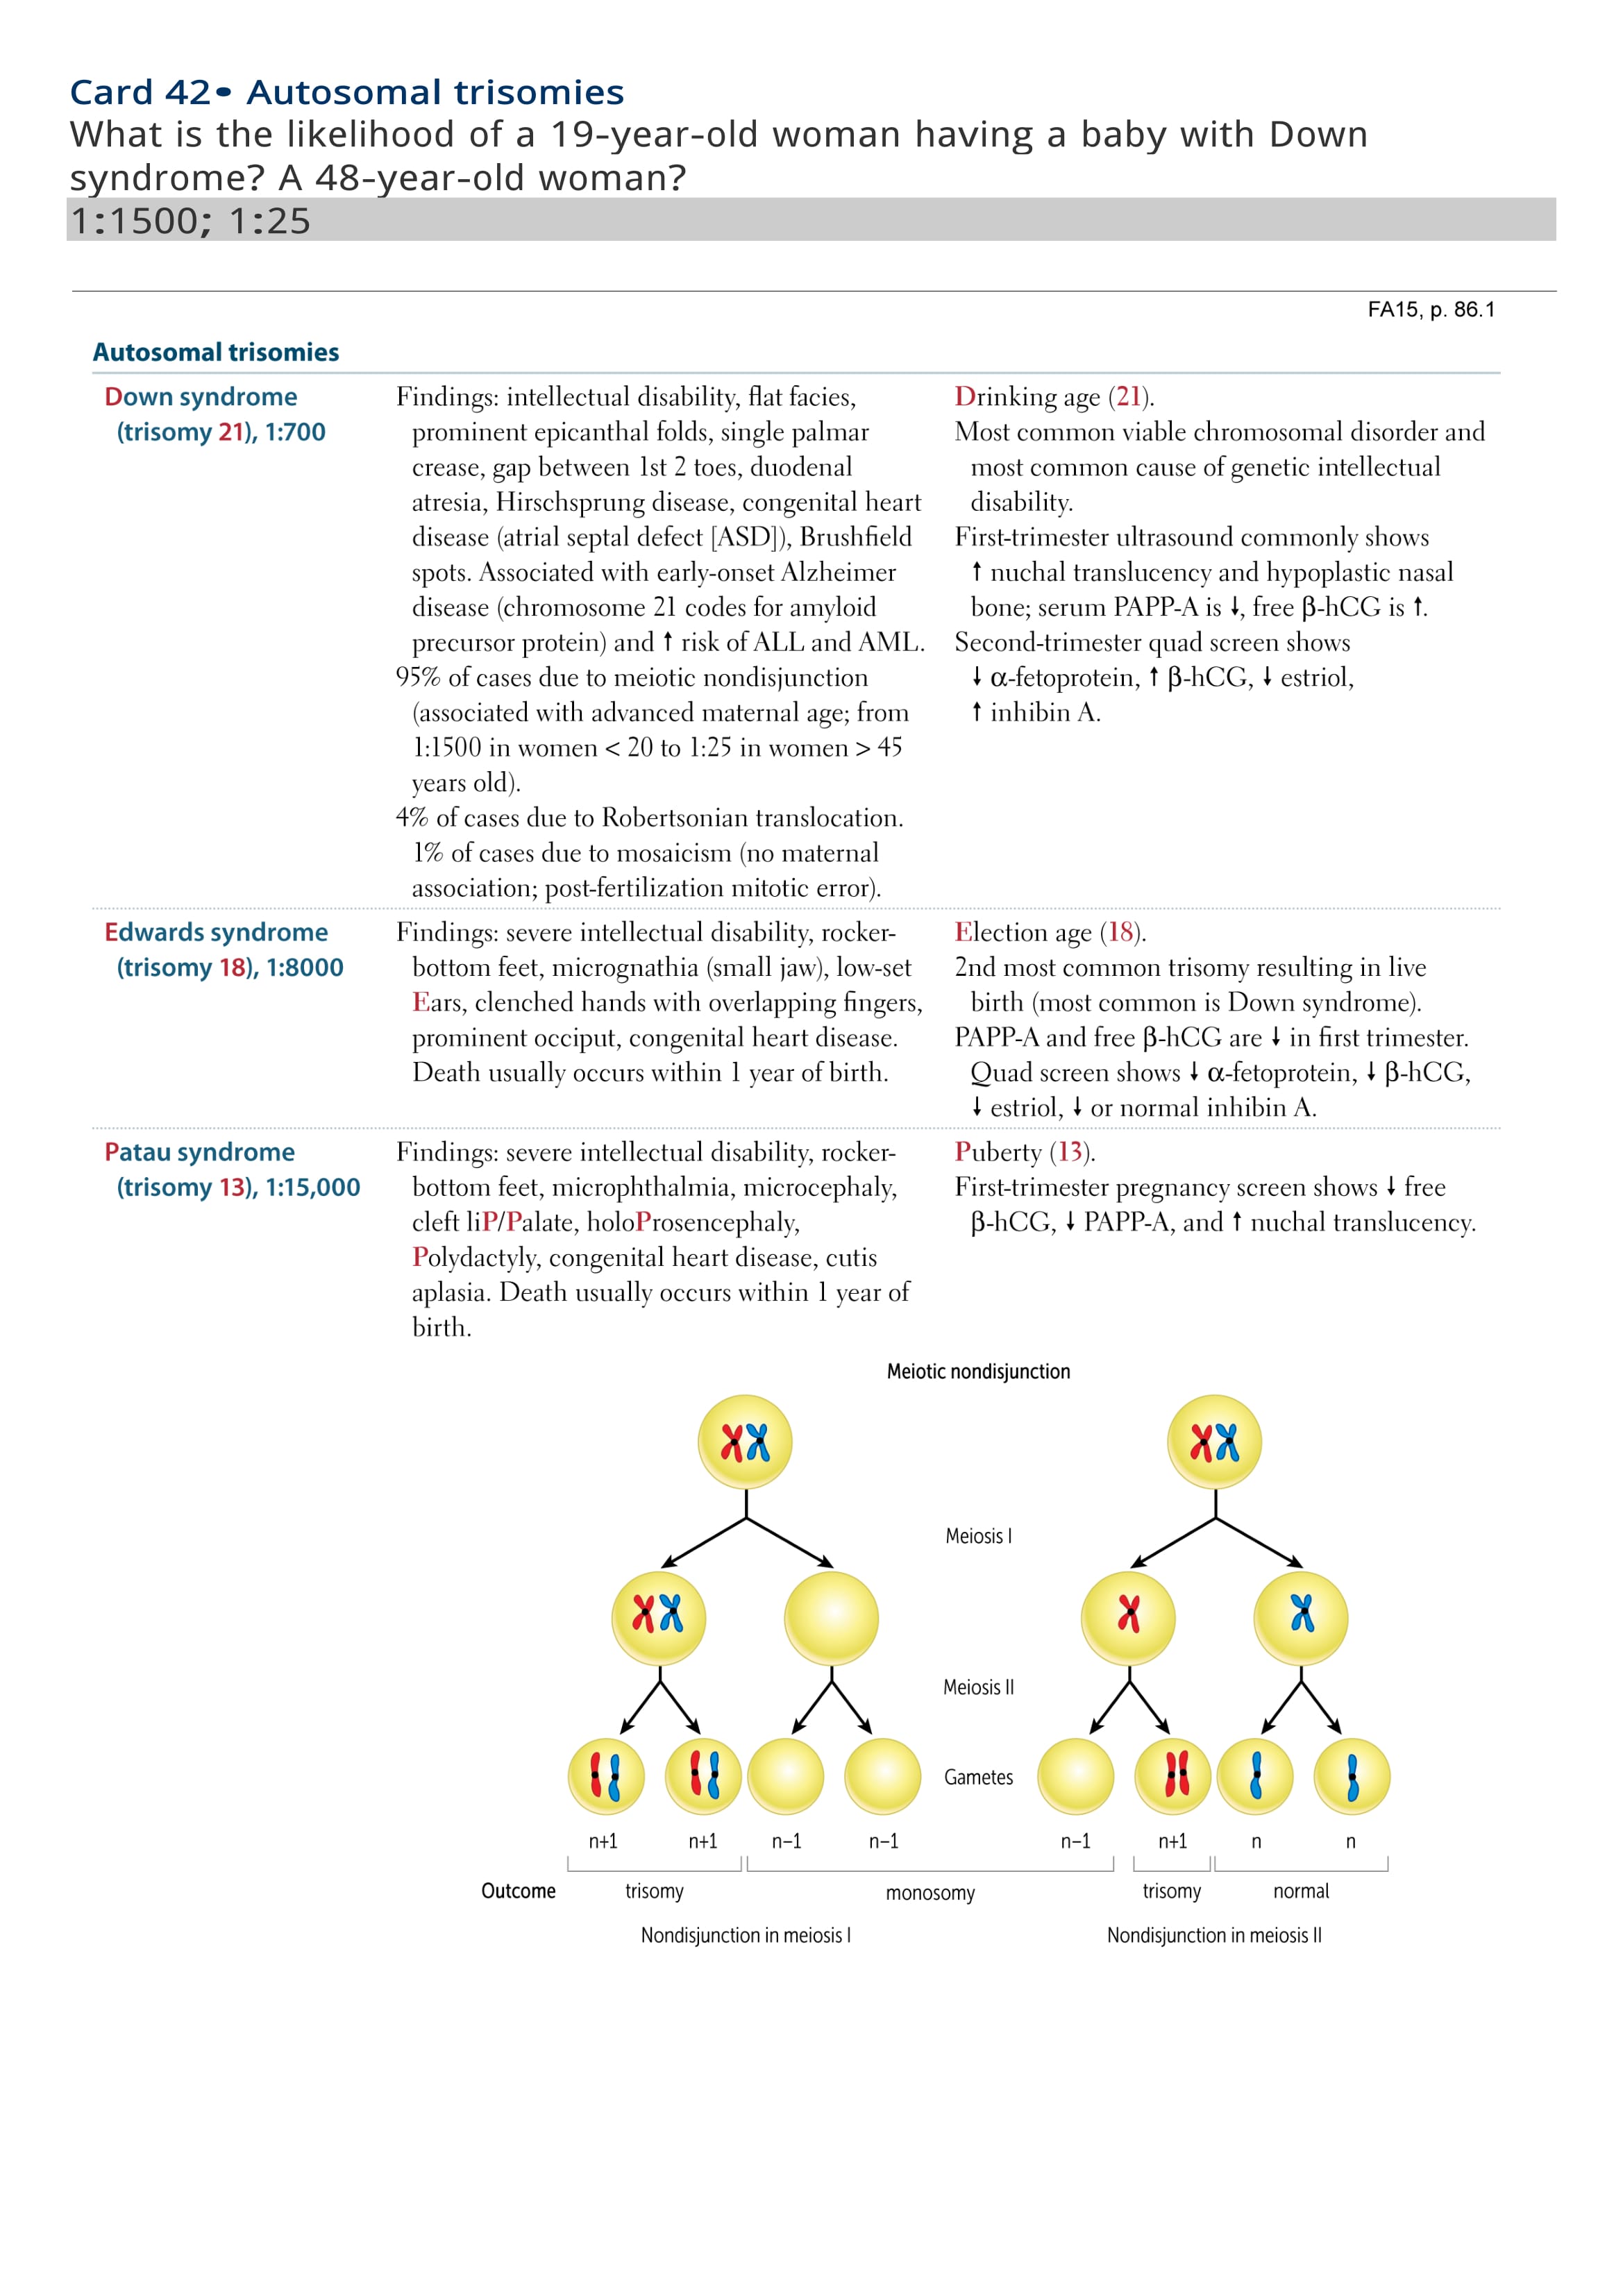 Card 42• Autosomal trisomies
What is the likelihood of a 19-year-old woman having a baby with Down
syndrome? A 48-year-old woman?
1:1500; 1:25
FA15, p. 86.1
Autosomal trisomies
Down syndrome
(trisomy 21), 1:700
Findings: intellectual disability, flat facies,
prominent epicanthal folds, single palmar
crease, gap between 1st 2 toes, duodenal
atresia, Hirschsprung disease, congenital heart
disease (atrial septal defect [ASD]), Brushfield
spots. Associated with early-onset Alzheimer
disease (chromosome 21 codes for amyloid
precursor protein) and ↑ risk of ALL and AML.
95% of cases due to meiotic nondisjunction
(associated with advanced maternal age; from
1:1500 in women < 20 to 1:25 in women > 45
years old).
4% of cases due to Robertsonian translocation.
1% of cases due to mosaicism (no maternal
association; post-fertilization mitotic error).
Drinking age (21).
Most common viable chromosomal disorder and
most common cause of genetic intellectual
disability.
First-trimester ultrasound commonly shows
↑ nuchal translucency and hypoplastic nasal
bone; serum PAPP-A is ↓, free β-hCG is ↑.
Second-trimester quad screen shows
↓ α-fetoprotein, ↑ β-hCG, ↓ estriol,
↑ inhibin A.
Edwards syndrome
(trisomy 18), 1:8000
Findings: severe intellectual disability, rocker-
bottom feet, micrognathia (small jaw), low-set
Ears, clenched hands with overlapping fingers,
prominent occiput, congenital heart disease.
Death usually occurs within 1 year of birth.
Election age (18).
2nd most common trisomy resulting in live
birth (most common is Down syndrome).
PAPP-A and free β-hCG are ↓ in first trimester.
Quad screen shows ↓ α-fetoprotein, ↓ β-hCG,
↓ estriol, ↓ or normal inhibin A.
Patau syndrome
(trisomy 13), 1:15,000
Findings: severe intellectual disability, rocker-
bottom feet, microphthalmia, microcephaly,
cleft liP/Palate, holoProsencephaly,
Polydactyly, congenital heart disease, cutis
aplasia. Death usually occurs within 1 year of
birth.
Puberty (13).
First-trimester pregnancy screen shows ↓ free
β-hCG, ↓ PAPP-A, and ↑ nuchal translucency.
Meiotic nondisjunction
Meiosis I
Meiosis II
Gametes
n+1 n+1 n−1 n−1 n−1 n+1 n n
Outcome trisomy monosomy trisomy normal
Nondisjunction in meiosis I Nondisjunction in meiosis II